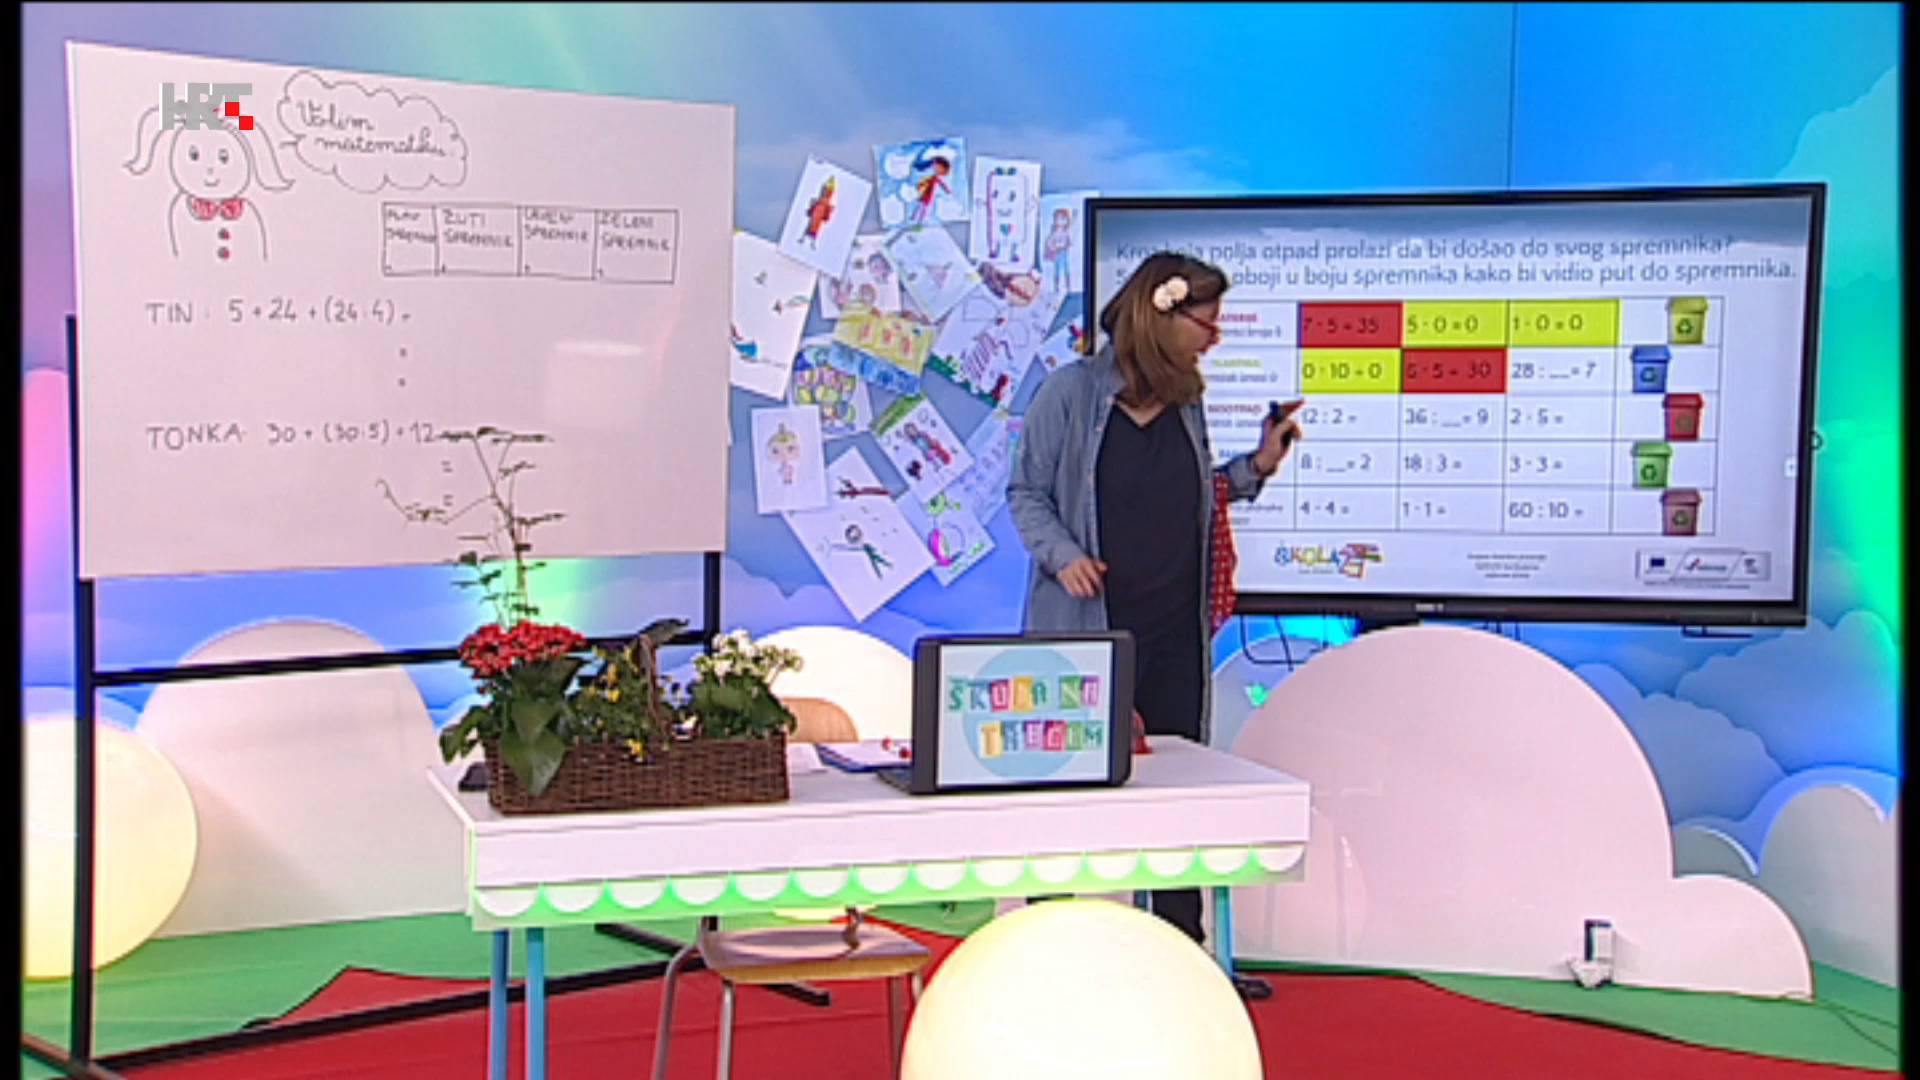 HRT
Volim
matematiku.
PLAVI
SPREMNIK
ŽUTI
SPREMNIK
CRVENI
SPREMNIK
ZELENI
SPREMNIK
TIN: 5 + 24 + (24:4) =
=
=
TONKA: 30 + (30:5) + 12
=
=
Kroz koja polja otpad prolazi da bi došao do svog spremnika?
oboji u boju spremnika kako bi vidio put do spremnika.
7 · 5 = 35
5 · 0 = 0
1 · 0 = 0
0 · 10 = 0
6 · 5 = 30
28 : __ = 7
12 : 2 =
36 : __ = 9
2 · 5 =
8 : __ = 2
18 : 3 =
3 · 3 =
4 · 4 =
1 · 1 =
60 : 10 =
ŠKOLA
ŠKOLA NA
TREĆEM